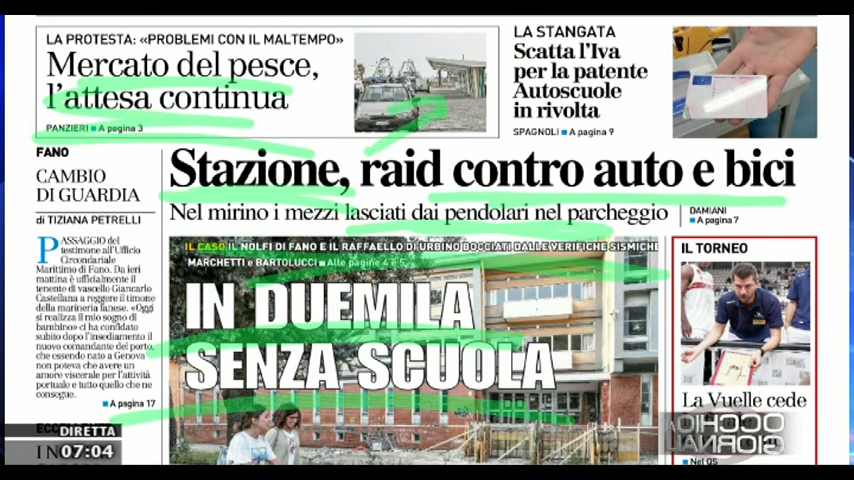 LA PROTESTA: «PROBLEMI CON IL MALTEMPO»
Mercato del pesce,
l'attesa continua
PANZIERI ■ A pagina 3
LA STANGATA
Scatta l'Iva
per la patente
Autoscuole
in rivolta
SPAGNOLI ■ A pagina 9
FANO
CAMBIO
DI GUARDIA
di TIZIANA PETRELLI
PASSAGGIO del
testimone all'Ufficio
Circondariale
Marittimo di Fano. Da ieri
mattina è ufficialmente il
tenente di vascello Giancarlo
Castellana a reggere il timone
della marineria fanese. «Oggi
si realizza il mio sogno di
bambino» ci ha confidato
subito dopo l'insediamento il
nuovo comandante del porto,
che essendo nato a Genova
non poteva che avere un
amore viscerale per l'attività
portuale e tutto quello che ne
consegue.
■ A pagina 17
Stazione, raid contro auto e bici
Nel mirino i mezzi lasciati dai pendolari nel parcheggio
DAMIANI
■ A pagina 7
IL CASO IL NOLFI DI FANO E IL RAFFAELLO DI URBINO BOCCIATI DALLE VERIFICHE SISMICHE
MARCHETTI e BARTOLUCCI ■ Alle pagine 4 e 5
IN DUEMILA
SENZA SCUOLA
IL TORNEO
La Vuelle cede
■ Nel QS
DIRETTA
07:04
OCCHIO
GIORNALI